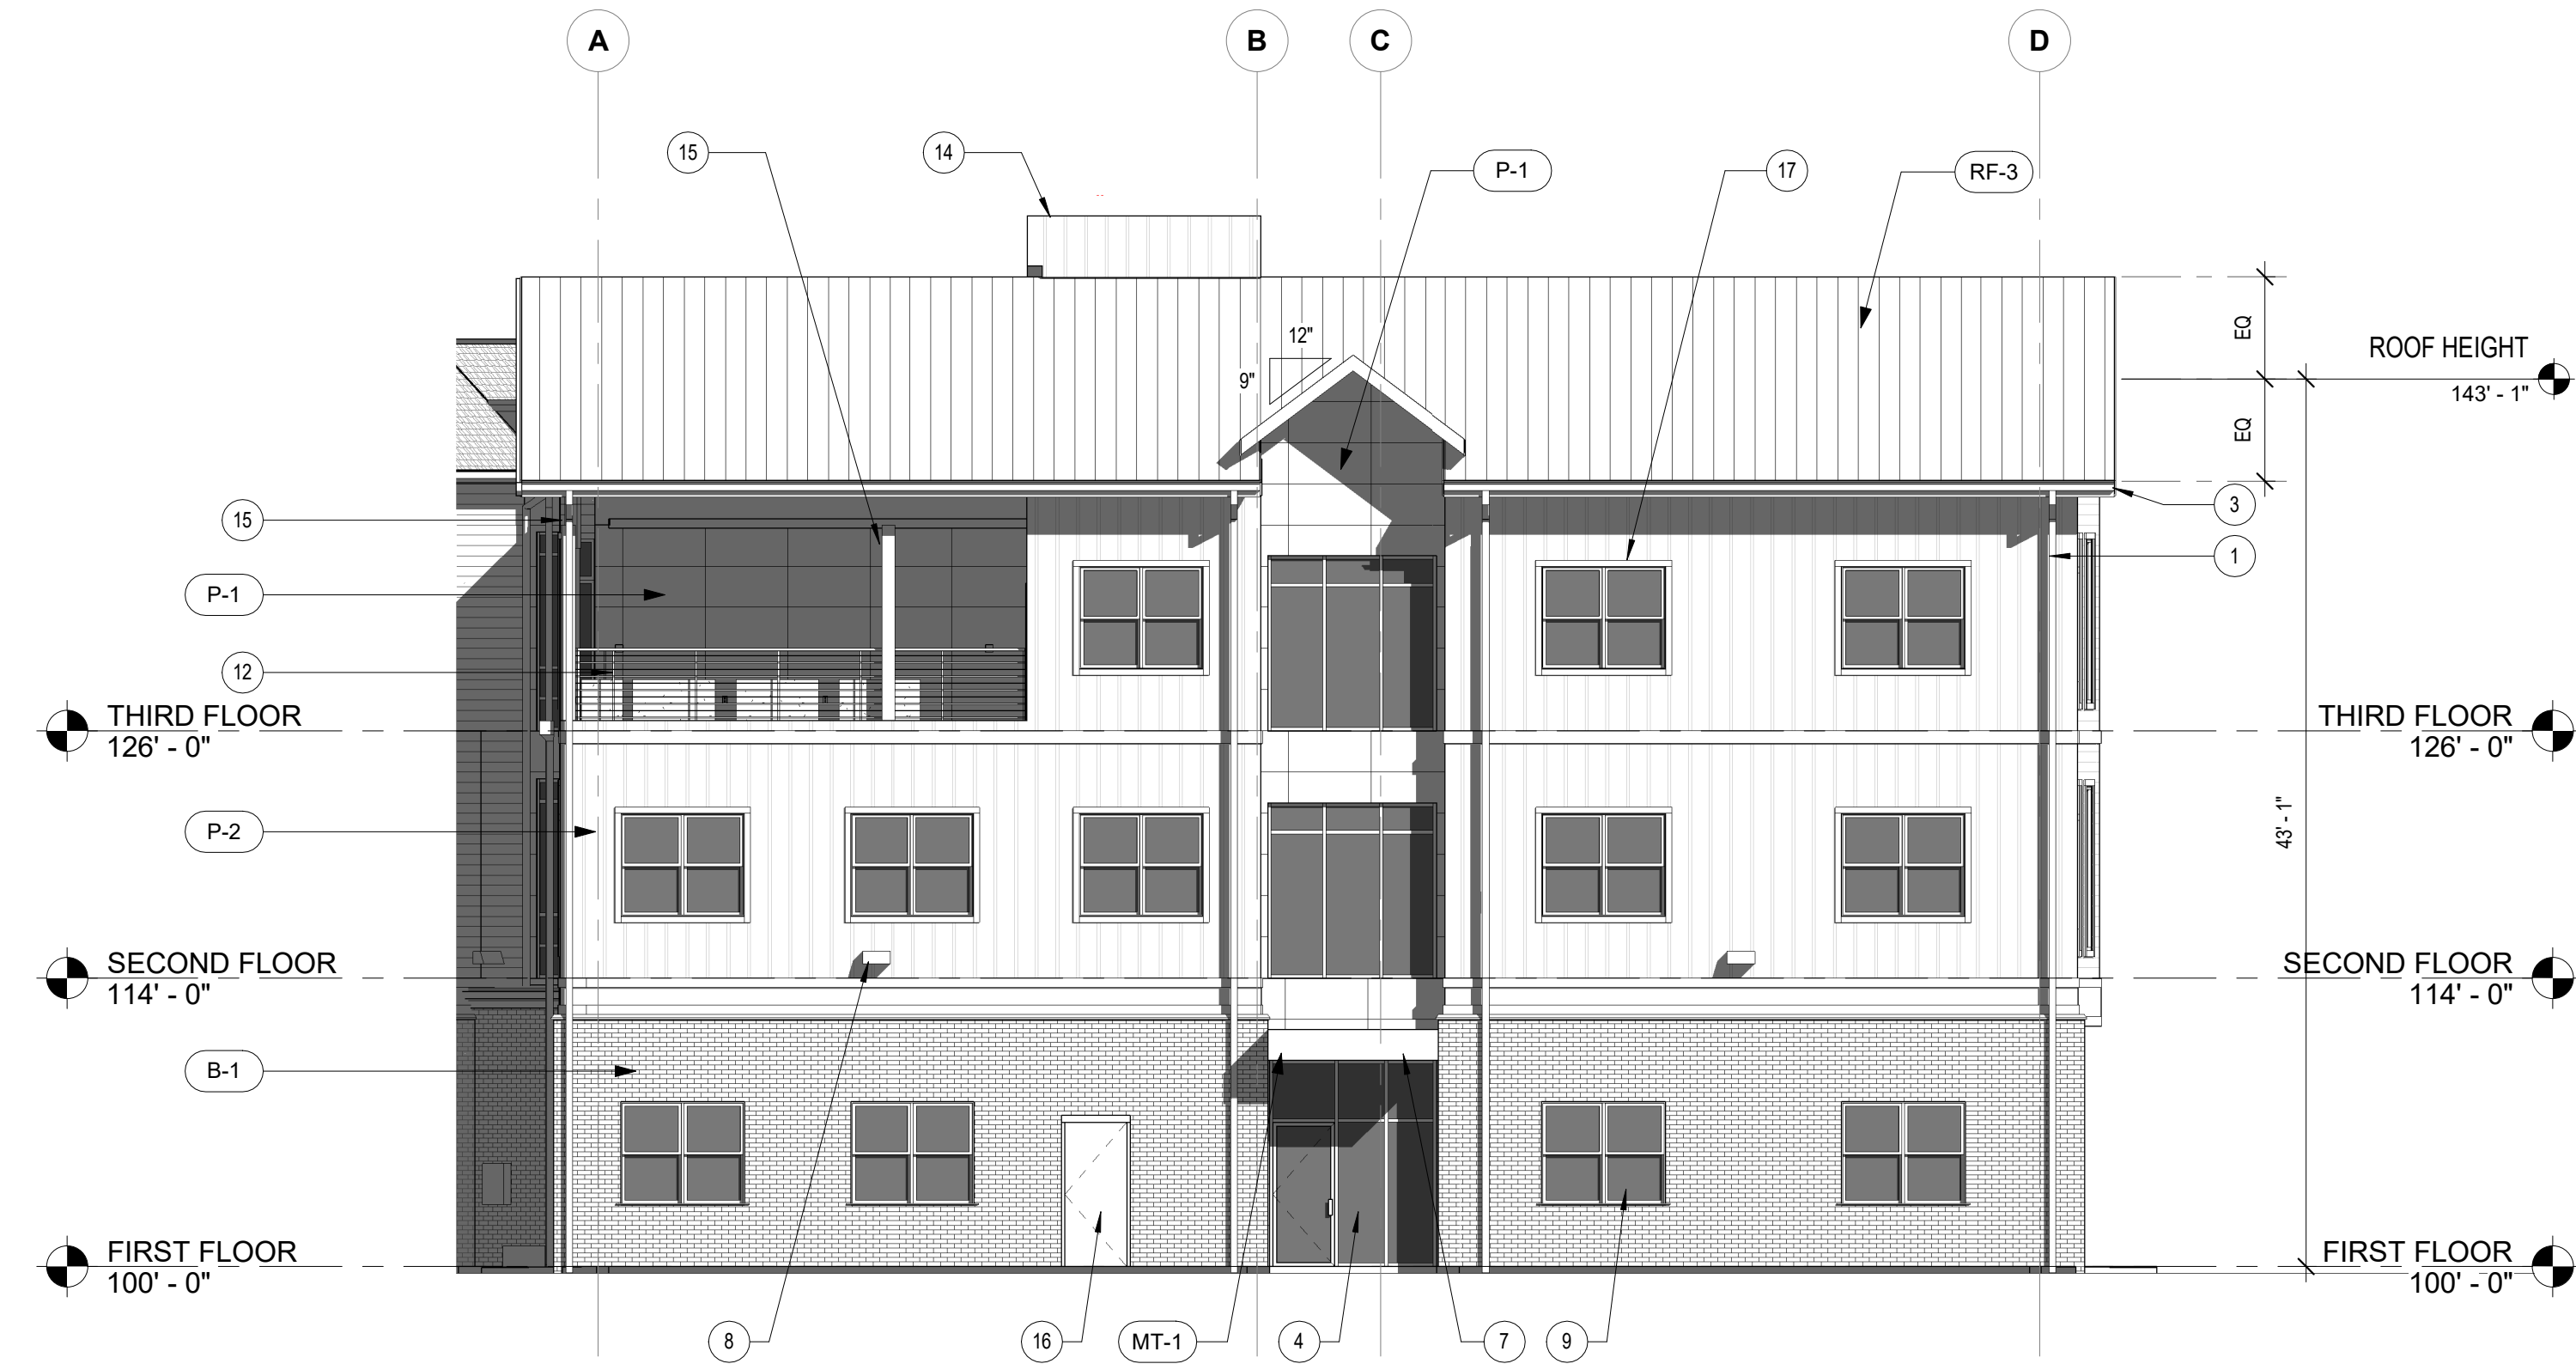 A
B
C
D
15
14
P-1
17
RF-3
12"
9"
EQ
ROOF HEIGHT
143' - 1"
EQ
15
3
1
P-1
12
THIRD FLOOR
126' - 0"
THIRD FLOOR
126' - 0"
43' - 1"
P-2
SECOND FLOOR
114' - 0"
SECOND FLOOR
114' - 0"
B-1
FIRST FLOOR
100' - 0"
FIRST FLOOR
100' - 0"
8
16
MT-1
4
7
9